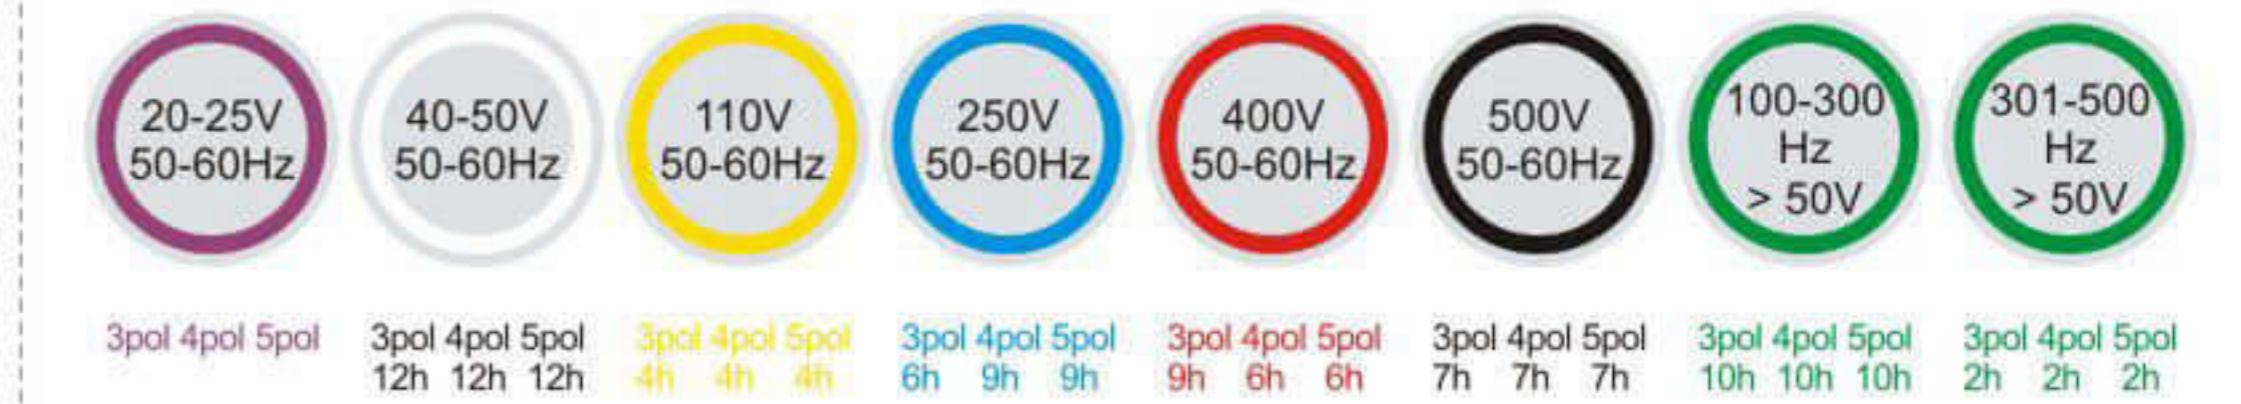 20-25V
50-60Hz
40-50V
50-60Hz
110V
50-60Hz
250V
50-60Hz
400V
50-60Hz
500V
50-60Hz
100-300
Hz
> 50V
301-500
Hz
> 50V
3pol 4pol 5pol
3pol 4pol 5pol
12h 12h 12h
3pol 4pol 5pol
4h 4h 4h
3pol 4pol 5pol
6h 9h 9h
3pol 4pol 5pol
9h 6h 6h
3pol 4pol 5pol
7h 7h 7h
3pol 4pol 5pol
10h 10h 10h
3pol 4pol 5pol
2h 2h 2h